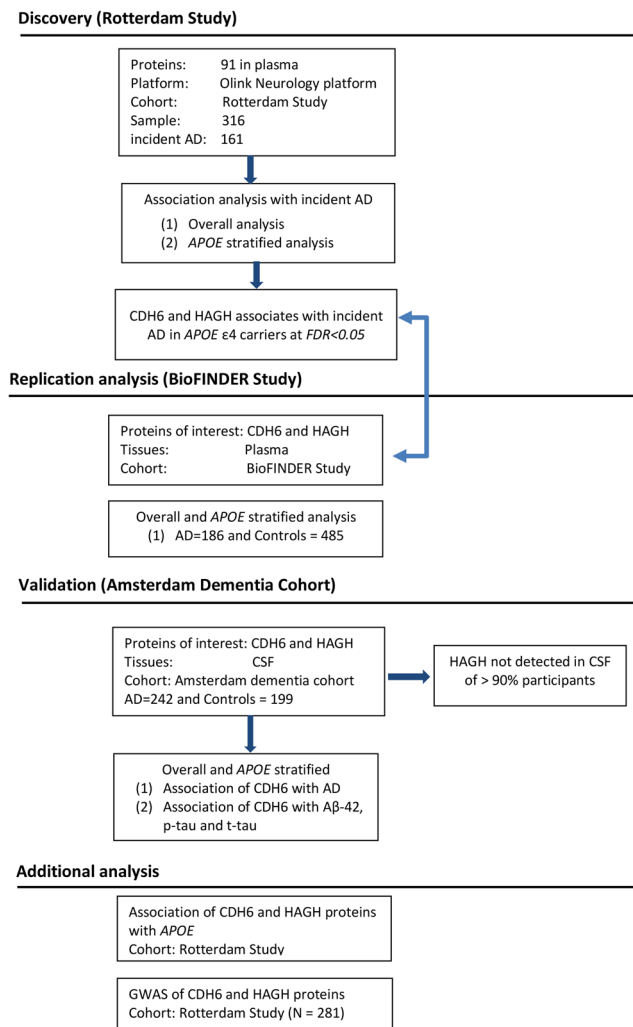 Discovery (Rotterdam Study)
Proteins: 91 in plasma
Platform: Olink Neurology platform
Cohort: Rotterdam Study
Sample: 316
incident AD: 161
Association analysis with incident AD
(1) Overall analysis
(2) APOE stratified analysis
CDH6 and HAGH associates with incident
AD in APOE ε4 carriers at FDR<0.05
Replication analysis (BioFINDER Study)
Proteins of interest: CDH6 and HAGH
Tissues: Plasma
Cohort: BioFINDER Study
Overall and APOE stratified analysis
(1) AD=186 and Controls = 485
Validation (Amsterdam Dementia Cohort)
Proteins of interest: CDH6 and HAGH
Tissues: CSF
Cohort: Amsterdam dementia cohort
AD=242 and Controls = 199
HAGH not detected in CSF
of > 90% participants
Overall and APOE stratified
(1) Association of CDH6 with AD
(2) Association of CDH6 with Aβ-42,
p-tau and t-tau
Additional analysis
Association of CDH6 and HAGH proteins
with APOE
Cohort: Rotterdam Study
GWAS of CDH6 and HAGH proteins
Cohort: Rotterdam Study (N = 281)